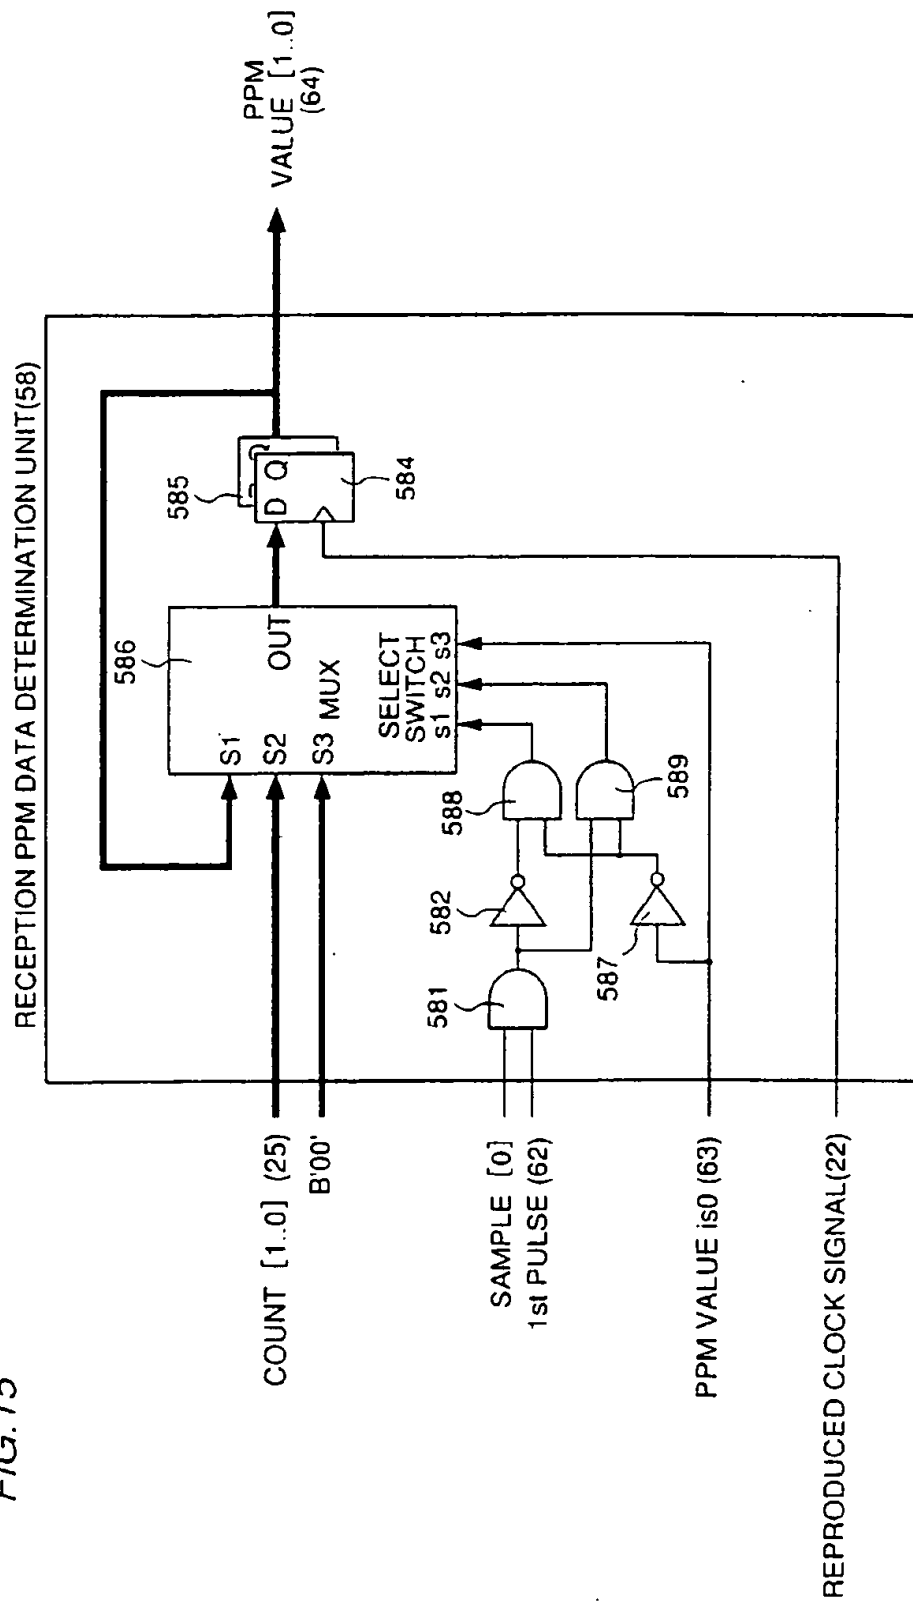 FIG. 15
RECEPTION PPM DATA DETERMINATION UNIT(58)
COUNT [1..0] (25)
B'00'
SAMPLE [0]
1st PULSE (62)
PPM VALUE is0 (63)
REPRODUCED CLOCK SIGNAL(22)
586
S1
S2
S3
MUX
OUT
SELECT
SWITCH
s1 s2 s3
581
582
587
588
589
585
D Q
584
PPM
VALUE [1..0]
(64)